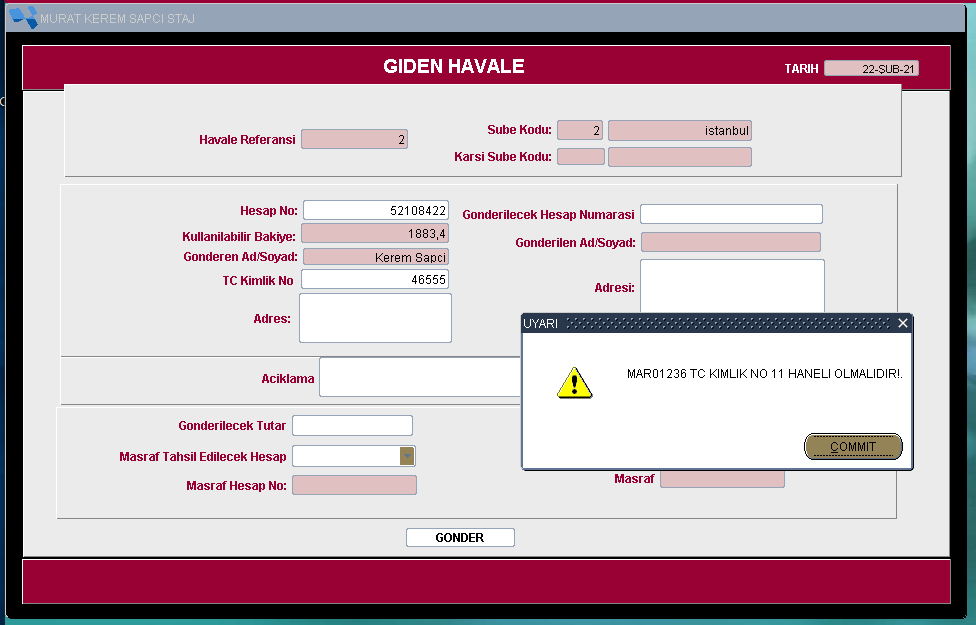 MURAT KEREM SAPCI STAJ
GIDEN HAVALE
TARIH 22-ŞUB-21
Havale Referansi 2
Sube Kodu: 2 istanbul
Karsi Sube Kodu:
Hesap No: 52108422
Kullanilabilir Bakiye: 1883,4
Gonderen Ad/Soyad: Kerem Sapci
TC Kimlik No 46555
Adres:
Gonderilecek Hesap Numarasi
Gonderilen Ad/Soyad:
Adresi:
Aciklama
UYARI
MAR01236 TC KIMLIK NO 11 HANELI OLMALIDIR!.
COMMIT
Gonderilecek Tutar
Masraf Tahsil Edilecek Hesap
Masraf Hesap No:
Masraf
GONDER